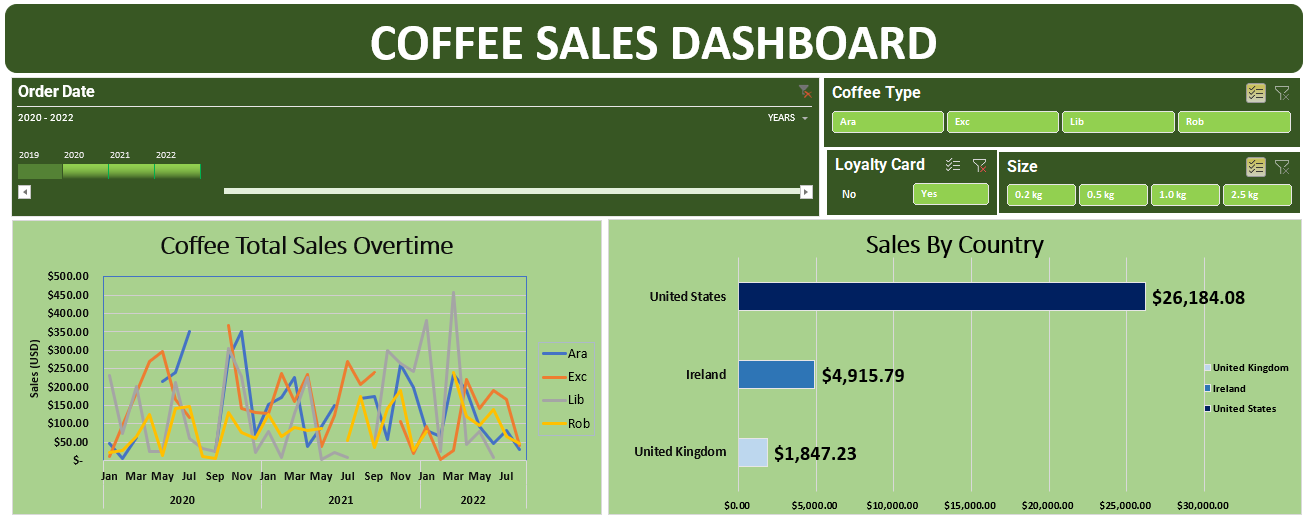 COFFEE SALES DASHBOARD
Order Date
2020 - 2022
YEARS
2019 2020 2021 2022
Coffee Type
Ara Exc Lib Rob
Loyalty Card
No Yes
Size
0.2 kg 0.5 kg 1.0 kg 2.5 kg
Coffee Total Sales Overtime
Sales (USD)
$500.00
$450.00
$400.00
$350.00
$300.00
$250.00
$200.00
$150.00
$100.00
$50.00
$-
Jan Mar May Jul Sep Nov Jan Mar May Jul Sep Nov Jan Mar May Jul
2020 2021 2022
Ara
Exc
Lib
Rob
Sales By Country
United States $26,184.08
Ireland $4,915.79
United Kingdom $1,847.23
$0.00 $5,000.00 $10,000.00 $15,000.00 $20,000.00 $25,000.00 $30,000.00
United Kingdom
Ireland
United States